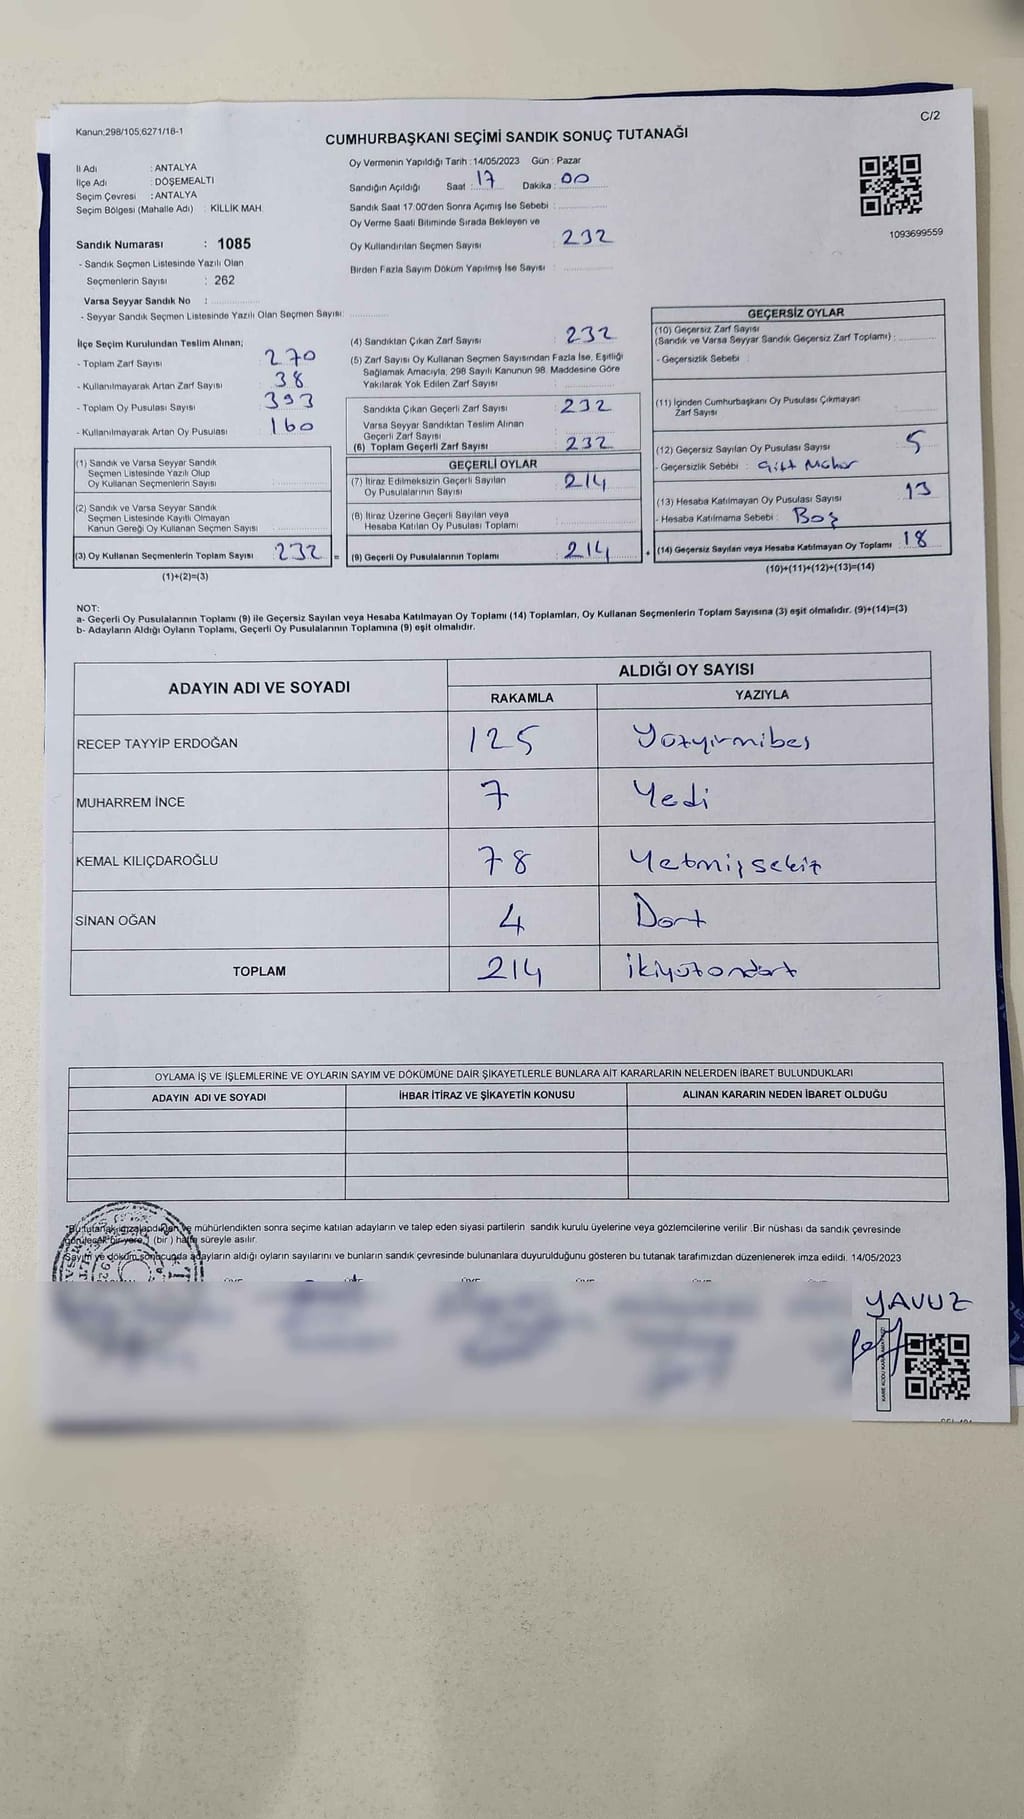 Kanun;298/105;6271/18-1
C/2
CUMHURBAŞKANI SEÇİMİ SANDIK SONUÇ TUTANAĞI
İl Adı : ANTALYA
İlçe Adı : DÖŞEMEALTI
Seçim Çevresi : ANTALYA
Seçim Bölgesi (Mahalle Adı) : KİLLİK MAH.
Sandık Numarası : 1085
- Sandık Seçmen Listesinde Yazılı Olan
Seçmenlerin Sayısı : 262
Varsa Seyyar Sandık No :
- Seyyar Sandık Seçmen Listesinde Yazılı Olan Seçmen Sayısı:
Oy Vermenin Yapıldığı Tarih : 14/05/2023 Gün : Pazar
Sandığın Açıldığı Saat : 17 Dakika : 00
Sandık Saat 17:00'den Sonra Açımış İse Sebebi :
Oy Verme Saati Bitiminde Sırada Bekleyen ve
Oy Kullandırılan Seçmen Sayısı : 232
Birden Fazla Sayım Döküm Yapılmış İse Sayısı :
1093699559
İlçe Seçim Kurulundan Teslim Alınan;
- Toplam Zarf Sayısı : 270
- Kullanılmayarak Artan Zarf Sayısı : 38
- Toplam Oy Pusulası Sayısı : 393
- Kullanılmayarak Artan Oy Pusulası : 160
(1) Sandık ve Varsa Seyyar Sandık
Seçmen Listesinde Yazılı Olup
Oy Kullanan Seçmenlerin Sayısı :
(2) Sandık ve Varsa Seyyar Sandık
Seçmen Listesinde Kayıtlı Olmayan
Kanun Gereği Oy Kullanan Seçmen Sayısı :
(3) Oy Kullanan Seçmenlerin Toplam Sayısı : 232 =
(1)+(2)=(3)
(4) Sandıktan Çıkan Zarf Sayısı : 232
(5) Zarf Sayısı Oy Kullanan Seçmen Sayısından Fazla İse, Eşitliği
Sağlamak Amacıyla, 298 Sayılı Kanunun 98. Maddesine Göre
Yakılarak Yok Edilen Zarf Sayısı :
Sandıkta Çıkan Geçerli Zarf Sayısı : 232
Varsa Seyyar Sandıktan Teslim Alınan
Geçerli Zarf Sayısı :
(6) Toplam Geçerli Zarf Sayısı : 232
GEÇERLİ OYLAR
(7) İtiraz Edilmeksizin Geçerli Sayılan
Oy Pusulalarının Sayısı : 214
(8) İtiraz Üzerine Geçerli Sayılan veya
Hesaba Katılan Oy Pusulası Toplamı :
(9) Geçerli Oy Pusulalarının Toplamı : 214 +
GEÇERSİZ OYLAR
(10) Geçersiz Zarf Sayısı
(Sandık ve Varsa Seyyar Sandık Geçersiz Zarf Toplamı) :
- Geçersizlik Sebebi :
(11) İçinden Cumhurbaşkanı Oy Pusulası Çıkmayan
Zarf Sayısı :
(12) Geçersiz Sayılan Oy Pusulası Sayısı : 5
- Geçersizlik Sebebi : Çift Mühür
(13) Hesaba Katılmayan Oy Pusulası Sayısı : 13
- Hesaba Katılmama Sebebi : Boş
(14) Geçersiz Sayılan veya Hesaba Katılmayan Oy Toplamı : 18
(10)+(11)+(12)+(13)=(14)
NOT:
a- Geçerli Oy Pusulalarının Toplamı (9) ile Geçersiz Sayılan veya Hesaba Katılmayan Oy Toplamı (14) Toplamları, Oy Kullanan Seçmenlerin Toplam Sayısına (3) eşit olmalıdır. (9)+(14)=(3)
b- Adayların Aldığı Oyların Toplamı, Geçerli Oy Pusulalarının Toplamına (9) eşit olmalıdır.
ADAYIN ADI VE SOYADI
ALDIĞI OY SAYISI
RAKAMLA YAZIYLA
RECEP TAYYİP ERDOĞAN 125 Yüzyirmibeş
MUHARREM İNCE 7 Yedi
KEMAL KILIÇDAROĞLU 78 Yetmişsekiz
SİNAN OĞAN 4 Dört
TOPLAM 214 ikiyüzondört
OYLAMA İŞ VE İŞLEMLERİNE VE OYLARIN SAYIM VE DÖKÜMÜNE DAİR ŞİKAYETLERLE BUNLARA AİT KARARLARIN NELERDEN İBARET BULUNDUKLARI
ADAYIN ADI VE SOYADI İHBAR İTİRAZ VE ŞİKAYETİN KONUSU ALINAN KARARIN NEDEN İBARET OLDUĞU
*Bu tutanak imzalandıktan ve mühürlendikten sonra seçime katılan adayların ve talep eden siyasi partilerin sandık kurulu üyelerine veya gözlemcilerine verilir .Bir nüshası da sandık çevresinde
görülecek bir yere, 1 (bir ) hafta süreyle asılır.
Sayım ve döküm sonucunda adayların aldığı oyların sayılarını ve bunların sandık çevresinde bulunanlara duyurulduğunu gösteren bu tutanak tarafımızdan düzenlenerek imza edildi. 14/05/2023
YAVUZ